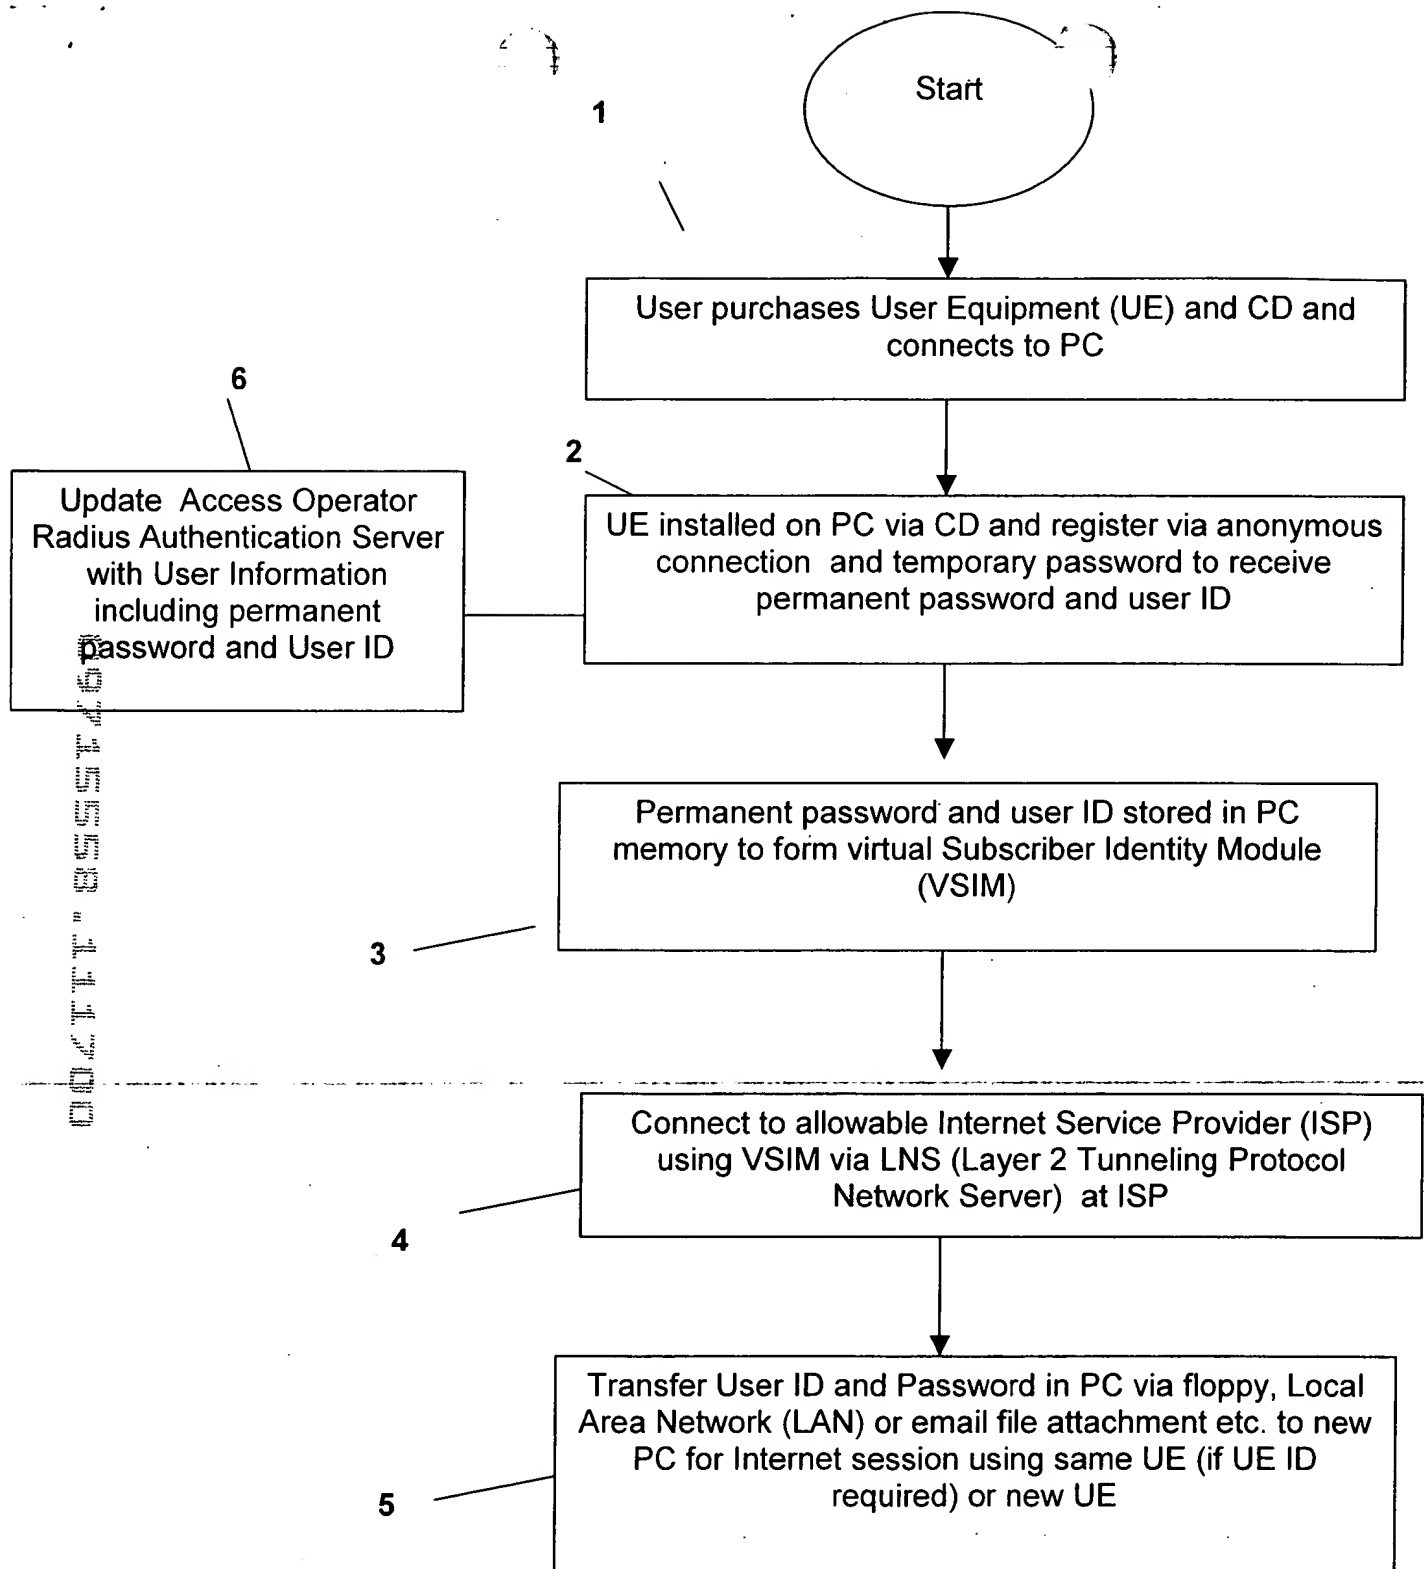 Start
1
User purchases User Equipment (UE) and CD and
connects to PC
6
2
Update Access Operator
Radius Authentication Server
with User Information
including permanent
password and User ID
UE installed on PC via CD and register via anonymous
connection and temporary password to receive
permanent password and user ID
Permanent password and user ID stored in PC
memory to form virtual Subscriber Identity Module
(VSIM)
3
Connect to allowable Internet Service Provider (ISP)
using VSIM via LNS (Layer 2 Tunneling Protocol
Network Server) at ISP
4
Transfer User ID and Password in PC via floppy, Local
Area Network (LAN) or email file attachment etc. to new
PC for Internet session using same UE (if UE ID
required) or new UE
5
09715558.111700